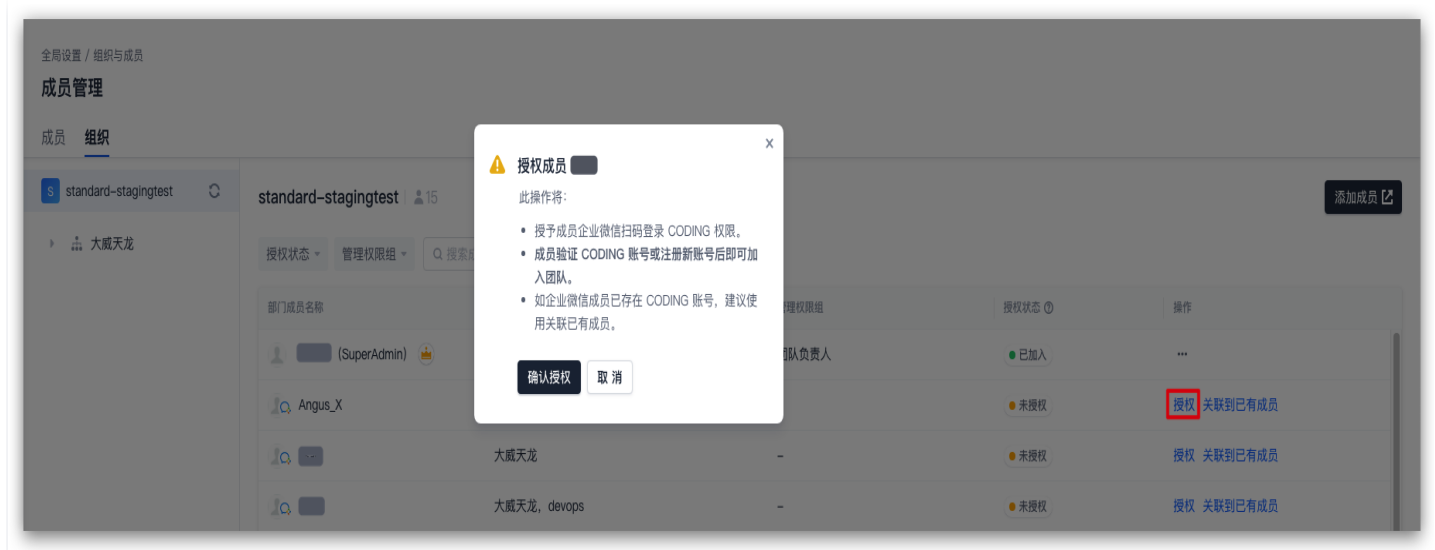 全局设置 / 组织与成员
成员管理
成员 组织
S standard-stagingtest
大威天龙
standard-stagingtest 15
添加成员
授权状态 管理权限组 搜索
部门成员名称 管理权限组 授权状态 操作
(SuperAdmin) 团队负责人 已加入 ...
Angus_X 未授权 授权 关联到已有成员
大威天龙 – 未授权 授权 关联到已有成员
大威天龙, devops – 未授权 授权 关联到已有成员
x
授权成员
此操作将:
• 授予成员企业微信扫码登录 CODING 权限。
• 成员验证 CODING 账号或注册新账号后即可加
入团队。
• 如企业微信成员已存在 CODING 账号，建议使
用关联已有成员。
确认授权 取 消